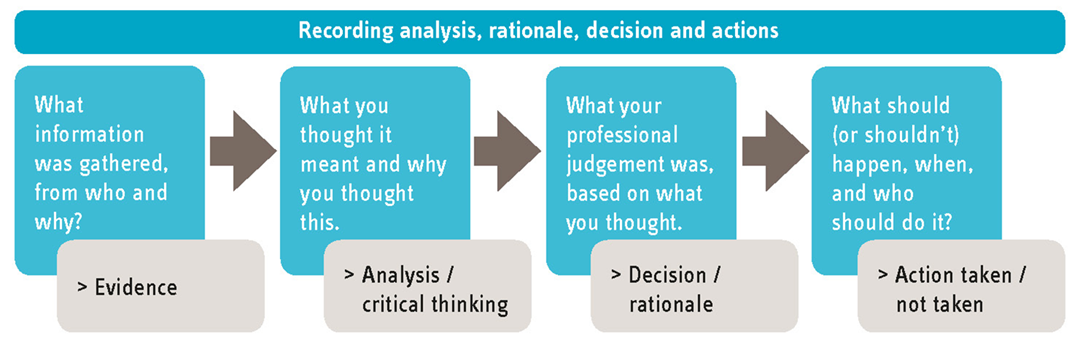 Recording analysis, rationale, decision and actions
What
information
was gathered,
from who and
why?
> Evidence
What you
thought it
meant and why
you thought
this.
> Analysis /
critical thinking
What your
professional
judgement was,
based on what
you thought.
> Decision /
rationale
What should
(or shouldn't)
happen, when,
and who
should do it?
> Action taken /
not taken